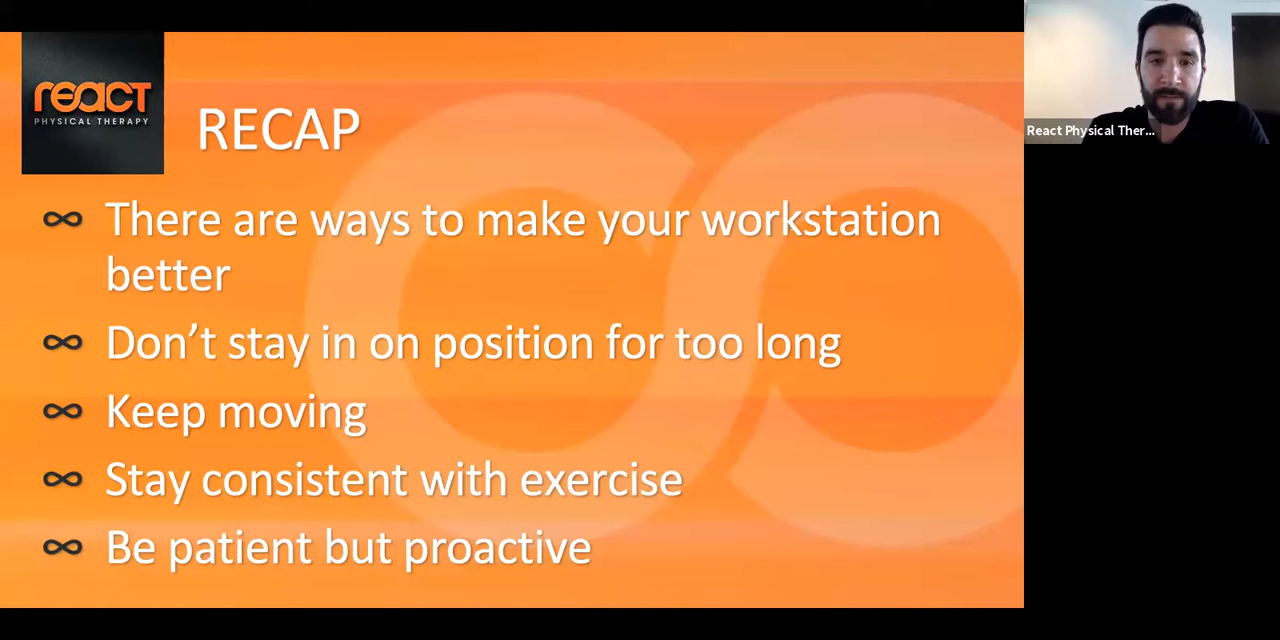 react
PHYSICAL THERAPY
RECAP
∞ There are ways to make your workstation
better
∞ Don’t stay in on position for too long
∞ Keep moving
∞ Stay consistent with exercise
∞ Be patient but proactive
React Physical Ther...